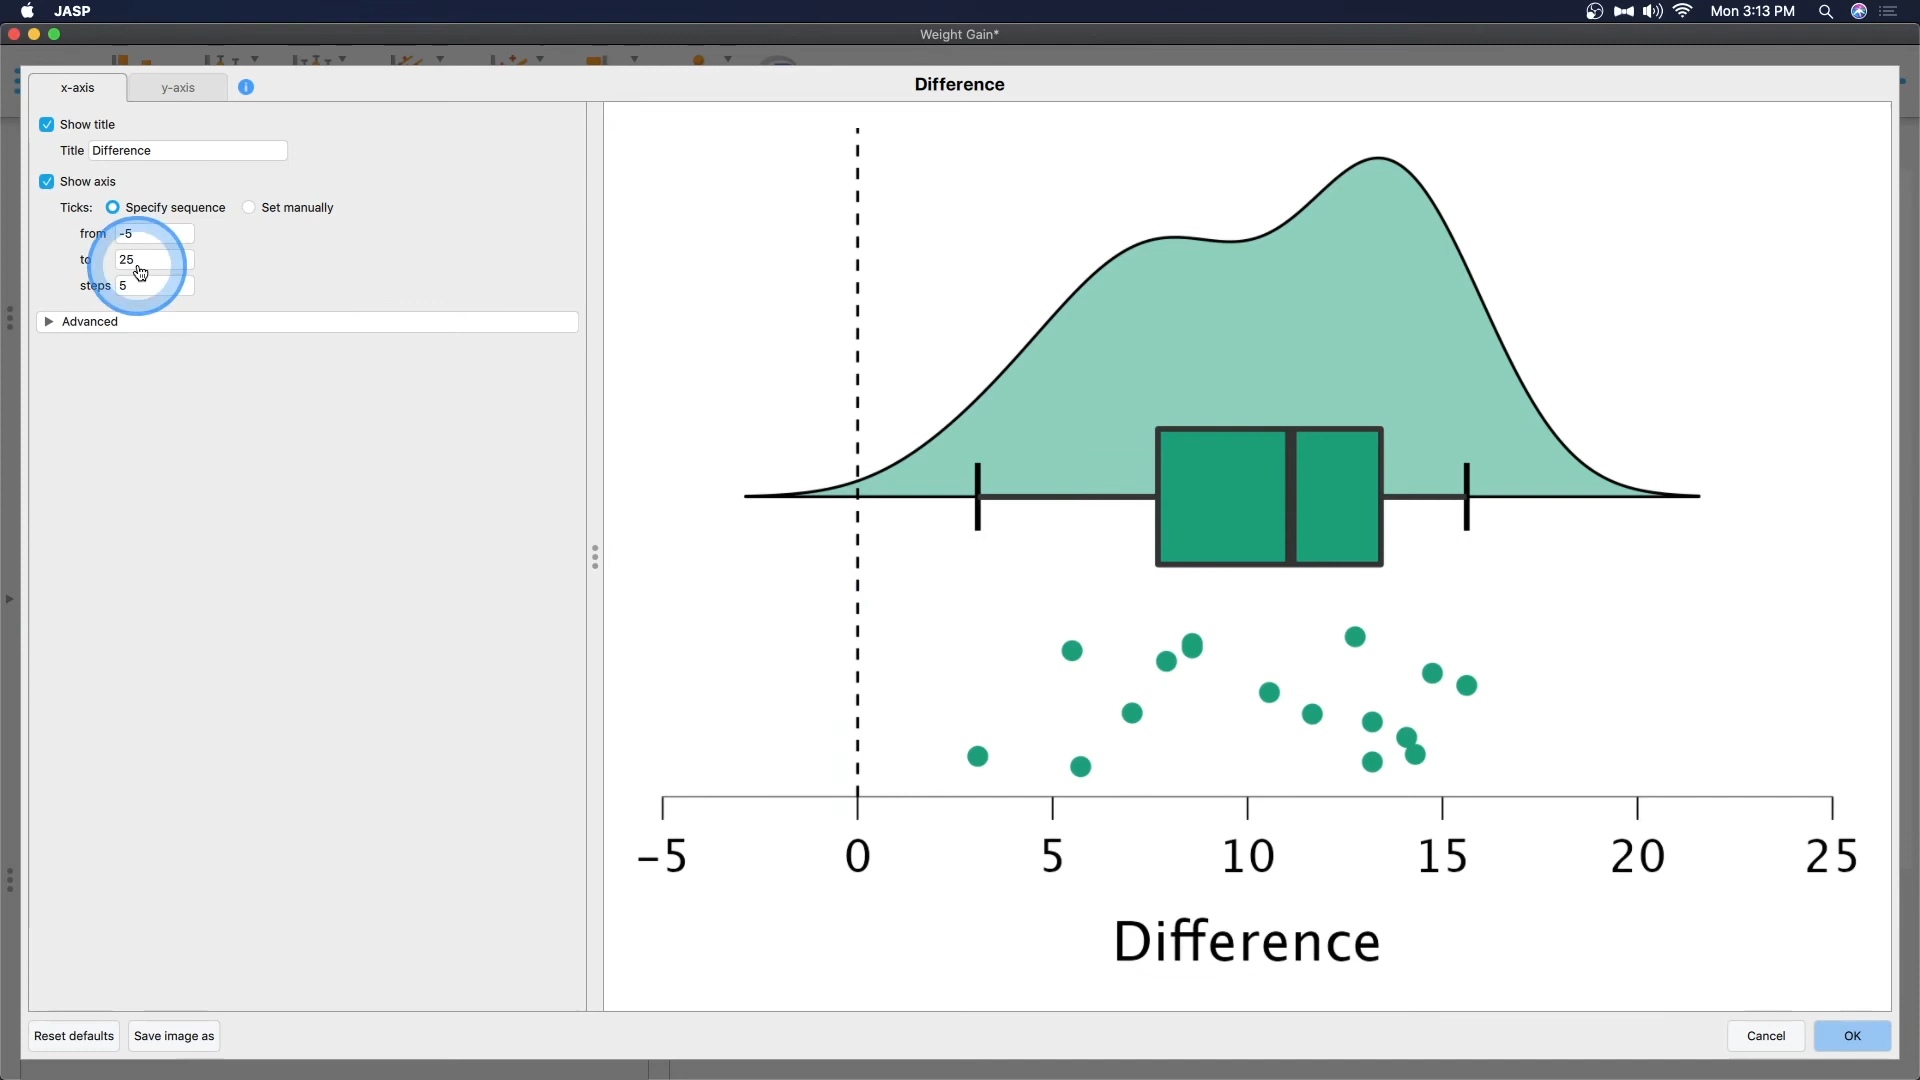 JASP
Mon 3:13 PM
Weight Gain*
x-axis
y-axis
i
Difference
Show title
Title Difference
Show axis
Ticks: Specify sequence Set manually
from -5
to 25
steps 5
Advanced
−5 0 5 10 15 20 25
Difference
Reset defaults
Save image as
Cancel
OK